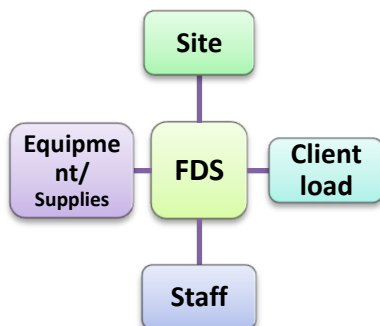 Site
Equipme
nt/
Supplies
FDS
Client
load
Staff